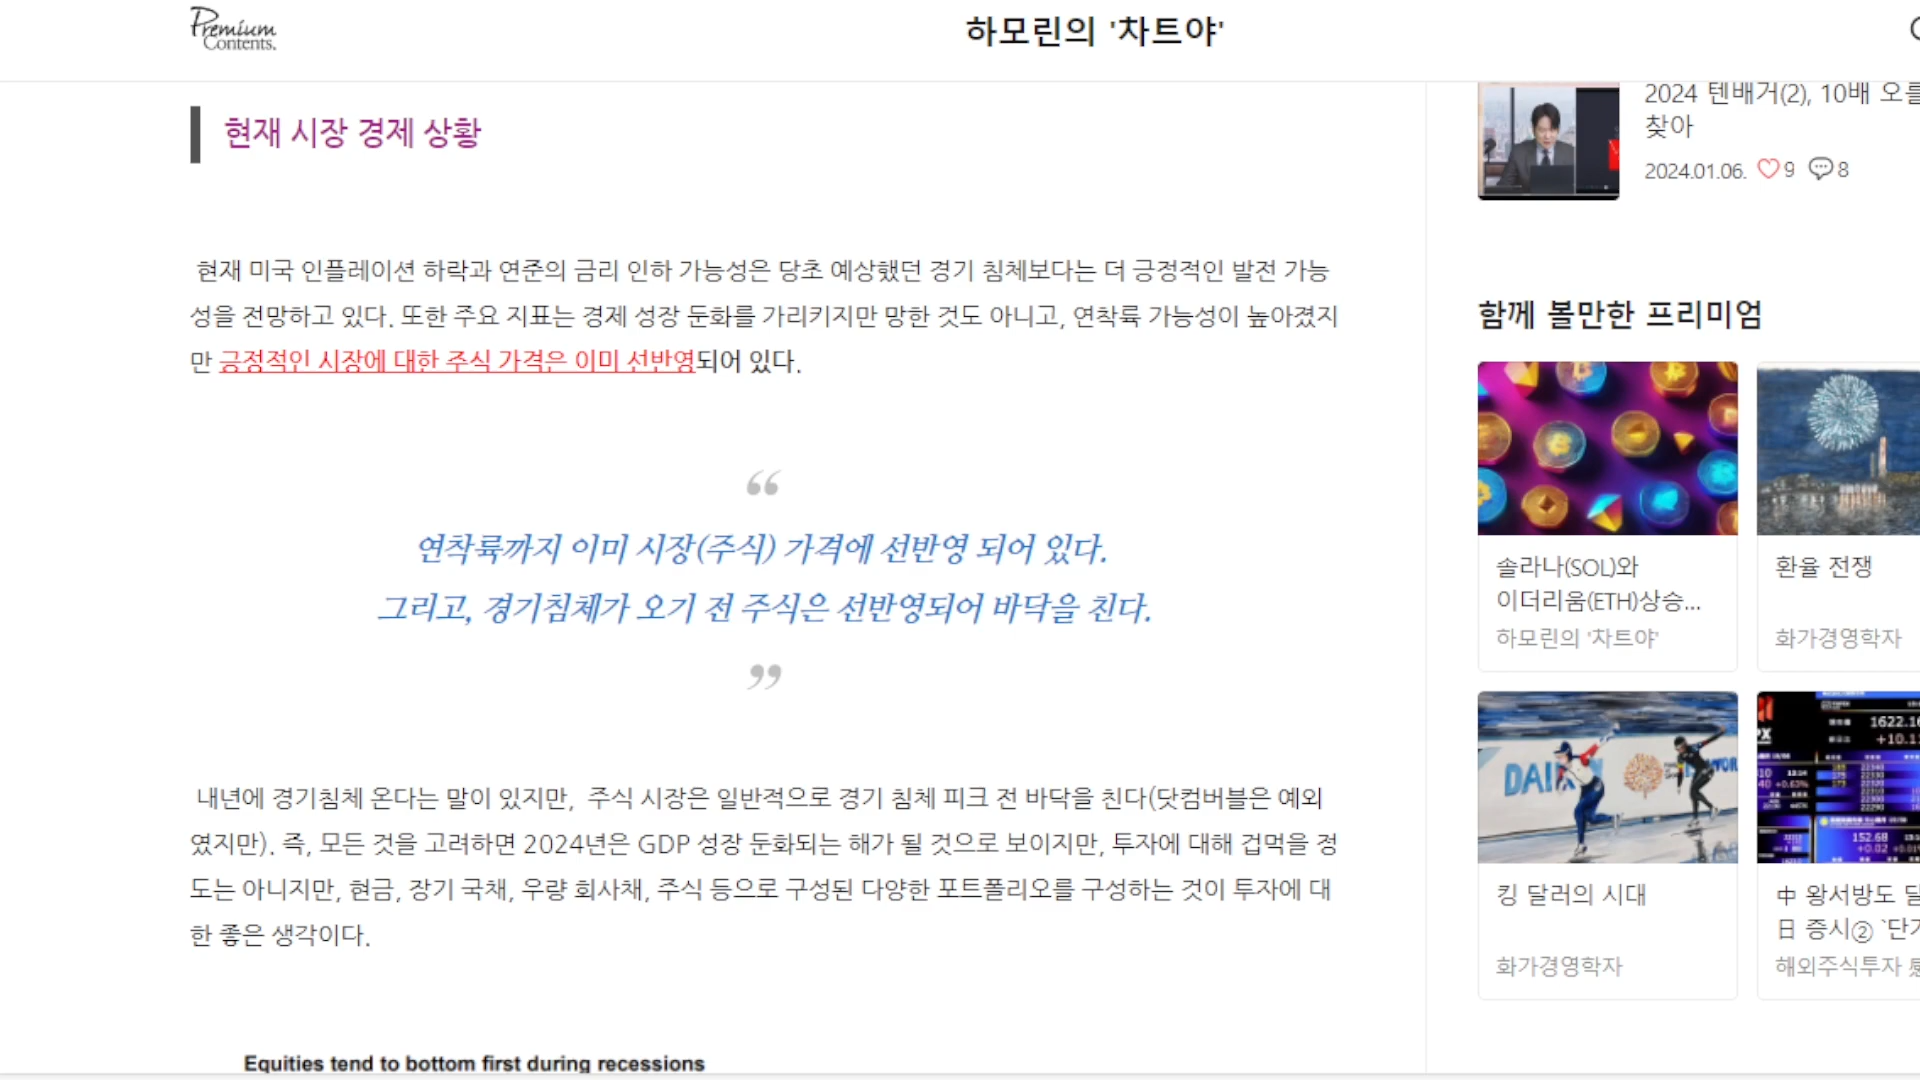 Premium
Contents.
하모린의 '차트야'
현재 시장 경제 상황
현재 미국 인플레이션 하락과 연준의 금리 인하 가능성은 당초 예상했던 경기 침체보다는 더 긍정적인 발전 가능
성을 전망하고 있다. 또한 주요 지표는 경제 성장 둔화를 가리키지만 망한 것도 아니고, 연착륙 가능성이 높아졌지
만 긍정적인 시장에 대한 주식 가격은 이미 선반영되어 있다.
“
연착륙까지 이미 시장(주식) 가격에 선반영 되어 있다.
그리고, 경기침체가 오기 전 주식은 선반영되어 바닥을 친다.
”
내년에 경기침체 온다는 말이 있지만, 주식 시장은 일반적으로 경기 침체 피크 전 바닥을 친다(닷컴버블은 예외
였지만). 즉, 모든 것을 고려하면 2024년은 GDP 성장 둔화되는 해가 될 것으로 보이지만, 투자에 대해 겁먹을 정
도는 아니지만, 현금, 장기 국채, 우량 회사채, 주식 등으로 구성된 다양한 포트폴리오를 구성하는 것이 투자에 대
한 좋은 생각이다.
Equities tend to bottom first during recessions
2024 텐배거(2), 10배 오를
찾아
2024.01.06. 9 8
함께 볼만한 프리미엄
솔라나(SOL)와
이더리움(ETH)상승...
하모린의 '차트야'
환율 전쟁
화가경영학자
킹 달러의 시대
화가경영학자
1622.16
152.68
中 왕서방도
日 증시② `단기
해외주식투자